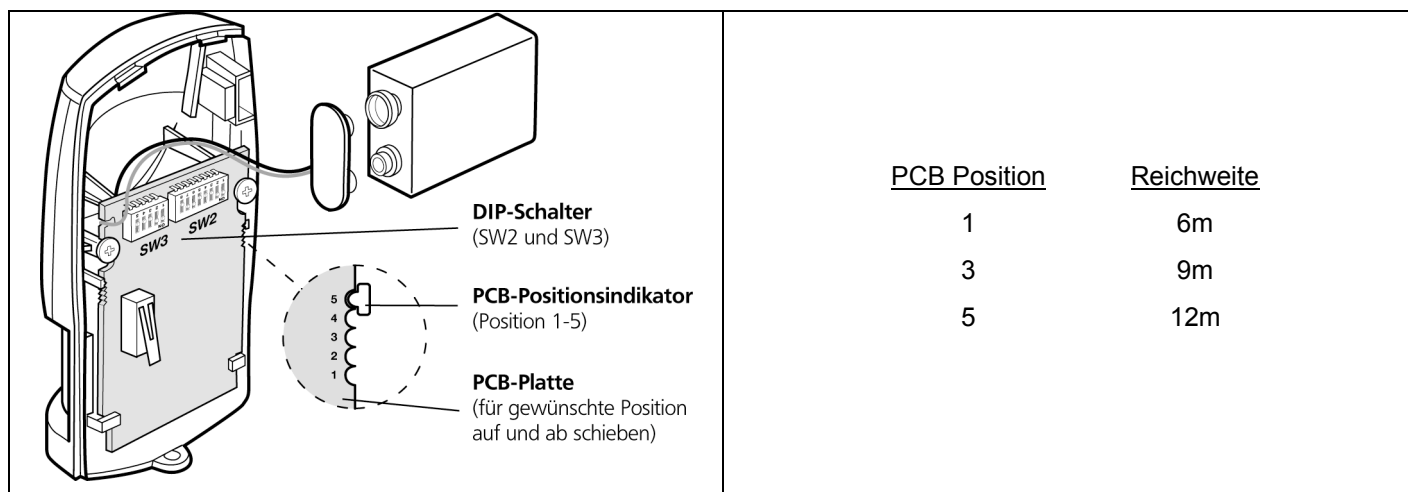 SW3
SW2
DIP-Schalter
(SW2 und SW3)
5
4
3
2
1
PCB-Positionsindikator
(Position 1-5)
PCB-Platte
(für gewünschte Position
auf und ab schieben)
PCB Position Reichweite
1 6m
3 9m
5 12m